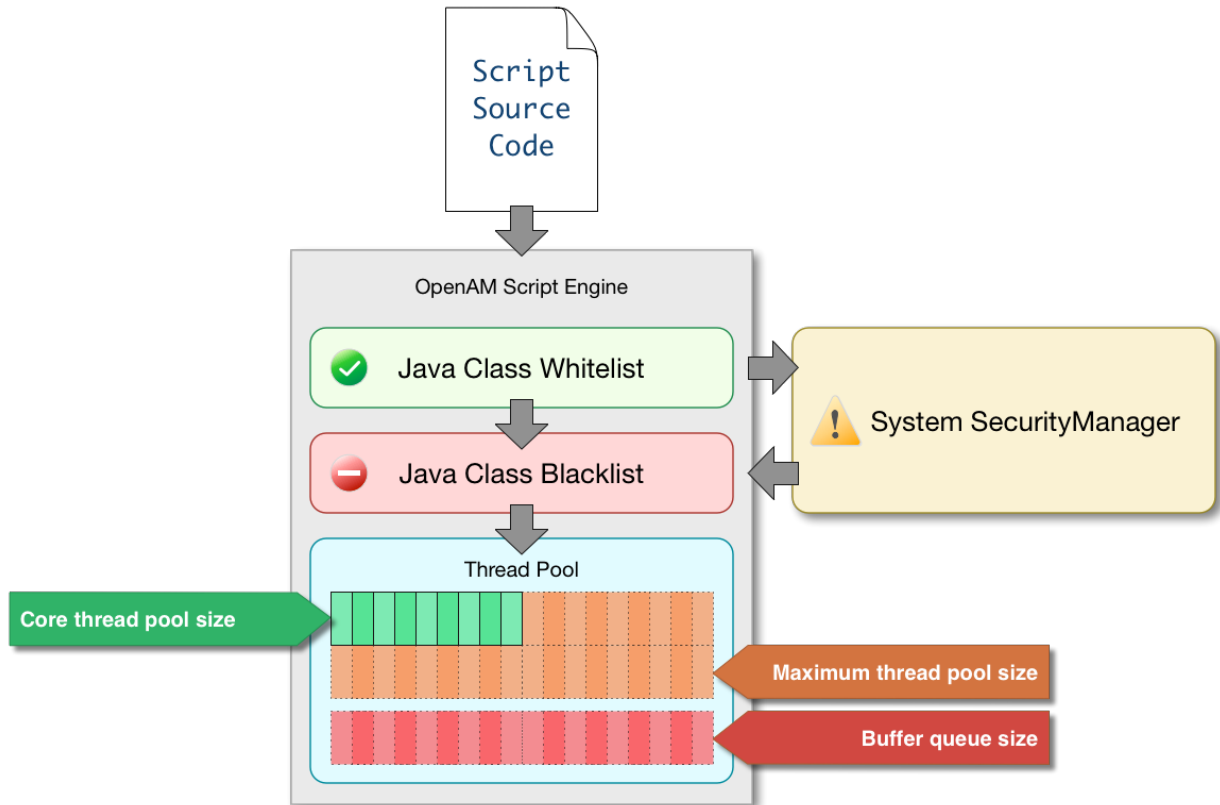 Script
Source
Code
OpenAM Script Engine
Java Class Whitelist
System SecurityManager
Java Class Blacklist
Thread Pool
Core thread pool size
Maximum thread pool size
Buffer queue size